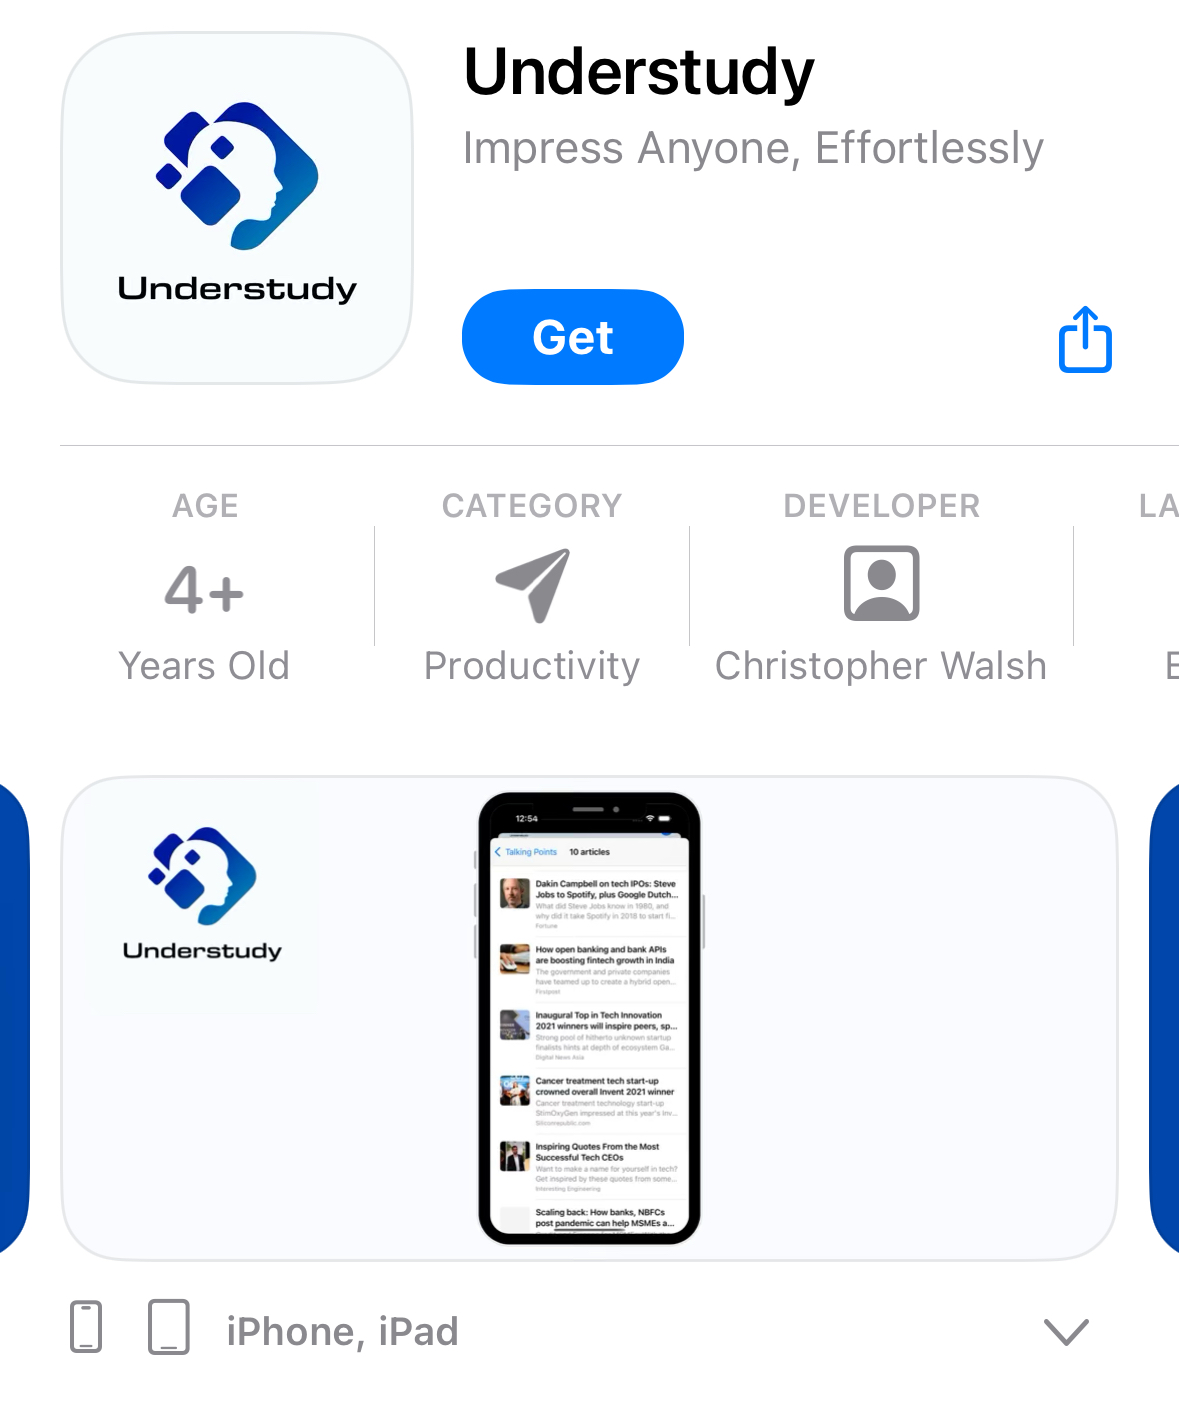 Understudy
Understudy
Impress Anyone, Effortlessly
Get
AGE
4+
Years Old
CATEGORY
Productivity
DEVELOPER
Christopher Walsh
LA
E
Understudy
12:54
Talking Points
10 articles
Dakin Campbell on tech IPOs: Steve
Jobs to Spotify, plus Google Dutch...
What did Steve Jobs know in 1980, and
why did it take Spotify in 2018 to start fi...
Fortune
How open banking and bank APIs
are boosting fintech growth in India
The government and private companies
have teamed up to create a hybrid open...
Firstpost
Inaugural Top in Tech Innovation
2021 winners will inspire peers, sp...
Strong pool of hitherto unknown startup
finalists hints at depth of ecosystem Ga...
Digital News Asia
Cancer treatment tech start-up
crowned overall Invent 2021 winner
Cancer treatment technology start-up
StimOxyGen impressed at this year's Inv...
Siliconrepublic.com
Inspiring Quotes From the Most
Successful Tech CEOs
Want to make a name for yourself in tech?
Get inspired by these quotes from some...
Interesting Engineering
Scaling back: How banks, NBFCs
post pandemic can help MSMEs a...
iPhone, iPad